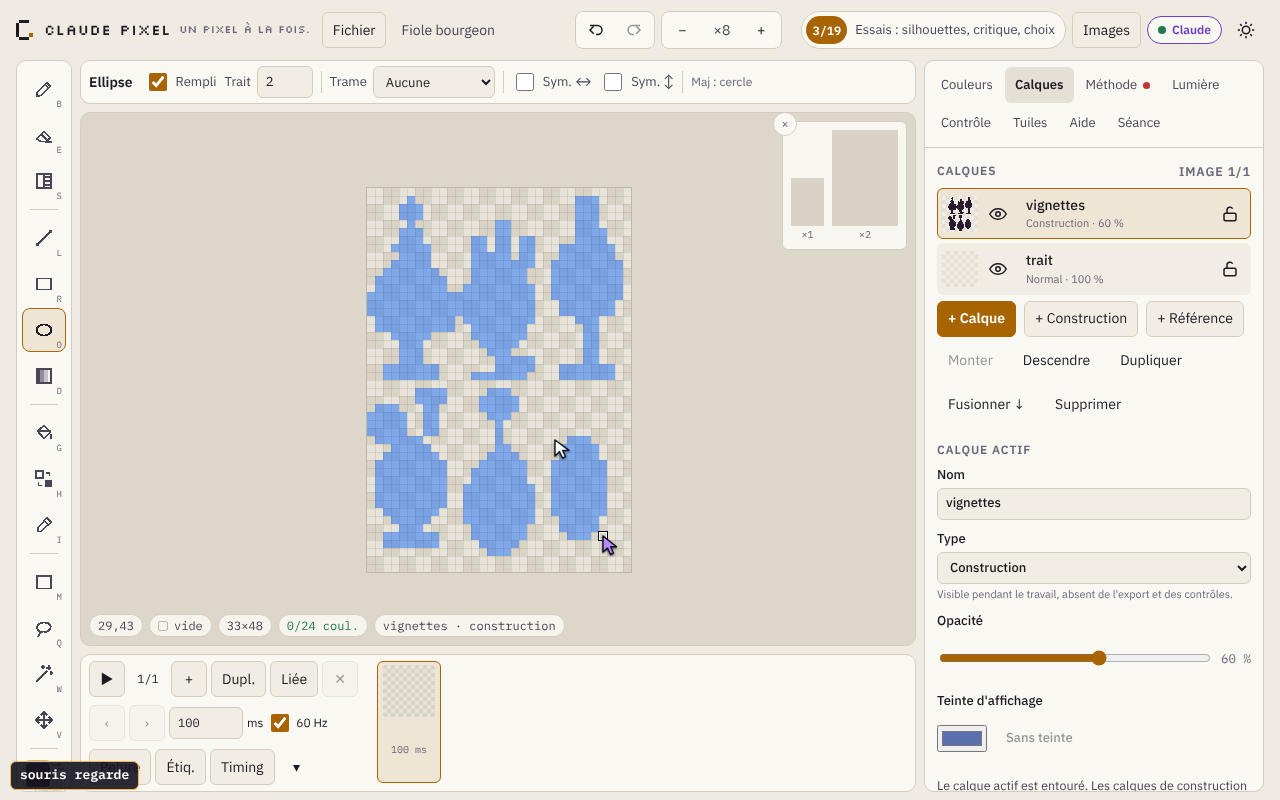 CLAUDE PIXEL UN PIXEL À LA FOIS. Fichier Fiole bourgeon − ×8 + 3/19 Essais : silhouettes, critique, choix Images Claude
Ellipse Rempli Trait 2 Trame Aucune Sym. ↔ Sym. ↕ Maj : cercle
B
E
S
L
R
O
D
G
H
I
M
Q
W
V
×
×1 ×2
29,43 vide 33×48 0/24 coul. vignettes · construction
1/1 + Dupl. Liée ×
‹ › 100 ms 60 Hz
Étiq. Timing ▼
100 ms
souris regarde
Couleurs Calques Méthode Lumière
Contrôle Tuiles Aide Séance
CALQUES IMAGE 1/1
vignettes
Construction · 60 %
trait
Normal · 100 %
+ Calque + Construction + Référence
Monter Descendre Dupliquer
Fusionner ↓ Supprimer
CALQUE ACTIF
Nom
vignettes
Type
Construction
Visible pendant le travail, absent de l'export et des contrôles.
Opacité
60 %
Teinte d'affichage
Sans teinte
Le calque actif est entouré. Les calques de construction